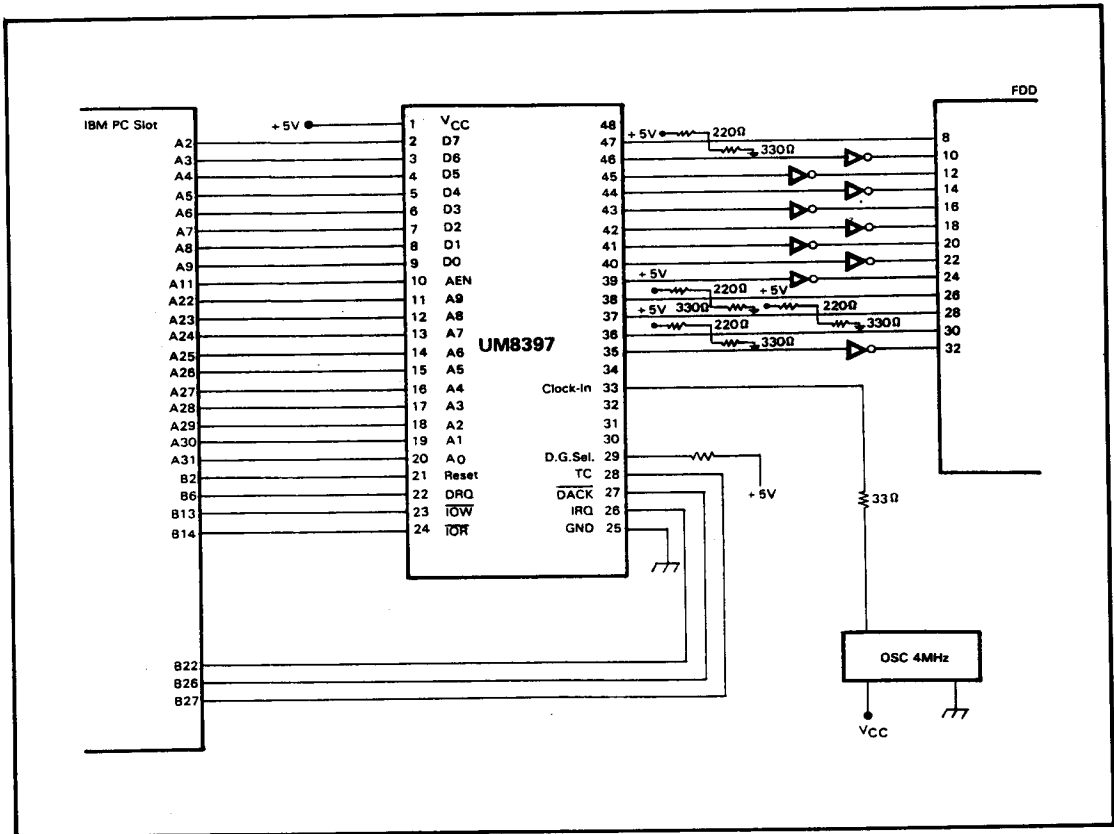 FDD
IBM PC Slot
+5V
1 VCC
48
A2
2 D7
47
+5V
220Ω
8
A3
3 D6
46
330Ω
10
A4
4 D5
45
12
A5
5 D4
44
14
A6
6 D3
43
16
A7
7 D2
42
18
A8
8 D1
41
20
A9
9 D0
40
22
A11
10 AEN
39
+5V
24
A22
11 A9
38
220Ω
+5V
26
A23
12 A8
37
+5V
330Ω
220Ω
28
A24
13 A7
36
220Ω
330Ω
30
A25
14 A6
UM8397
35
330Ω
32
A26
15 A5
34
A27
16 A4
Clock-In 33
A28
17 A3
32
A29
18 A2
31
A30
19 A1
30
A31
20 A0
D.G.Sel. 29
B2
21 Reset
TC 28
+5V
33Ω
B6
22 DRQ
DACK 27
B13
23 IOW
IRQ 26
B14
24 IOR
GND 25
OSC 4MHz
B22
B26
B27
VCC